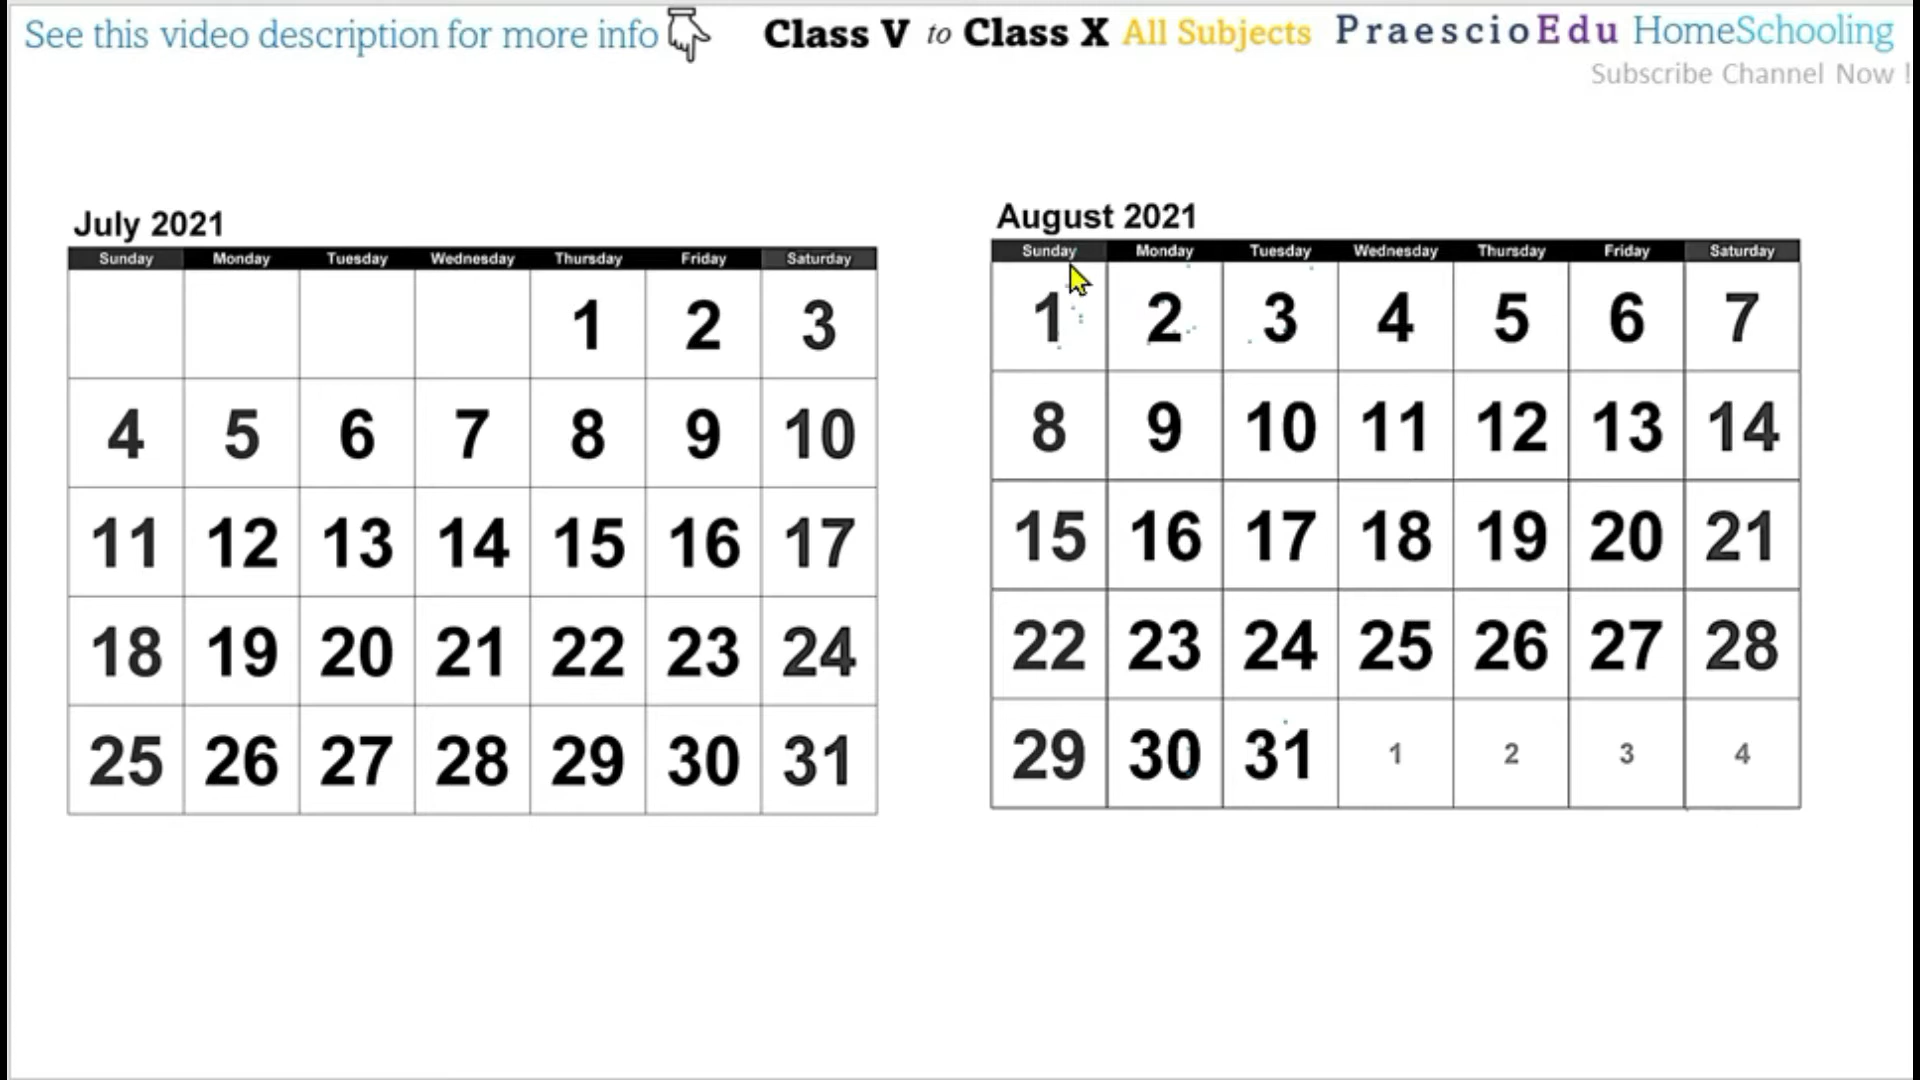 See this video description for more info Class V to Class X All Subjects PraescioEdu HomeSchooling
Subscribe Channel Now !
July 2021
Sunday Monday Tuesday Wednesday Thursday Friday Saturday
1 2 3
4 5 6 7 8 9 10
11 12 13 14 15 16 17
18 19 20 21 22 23 24
25 26 27 28 29 30 31
August 2021
Sunday Monday Tuesday Wednesday Thursday Friday Saturday
1 2 3 4 5 6 7
8 9 10 11 12 13 14
15 16 17 18 19 20 21
22 23 24 25 26 27 28
29 30 31 1 2 3 4